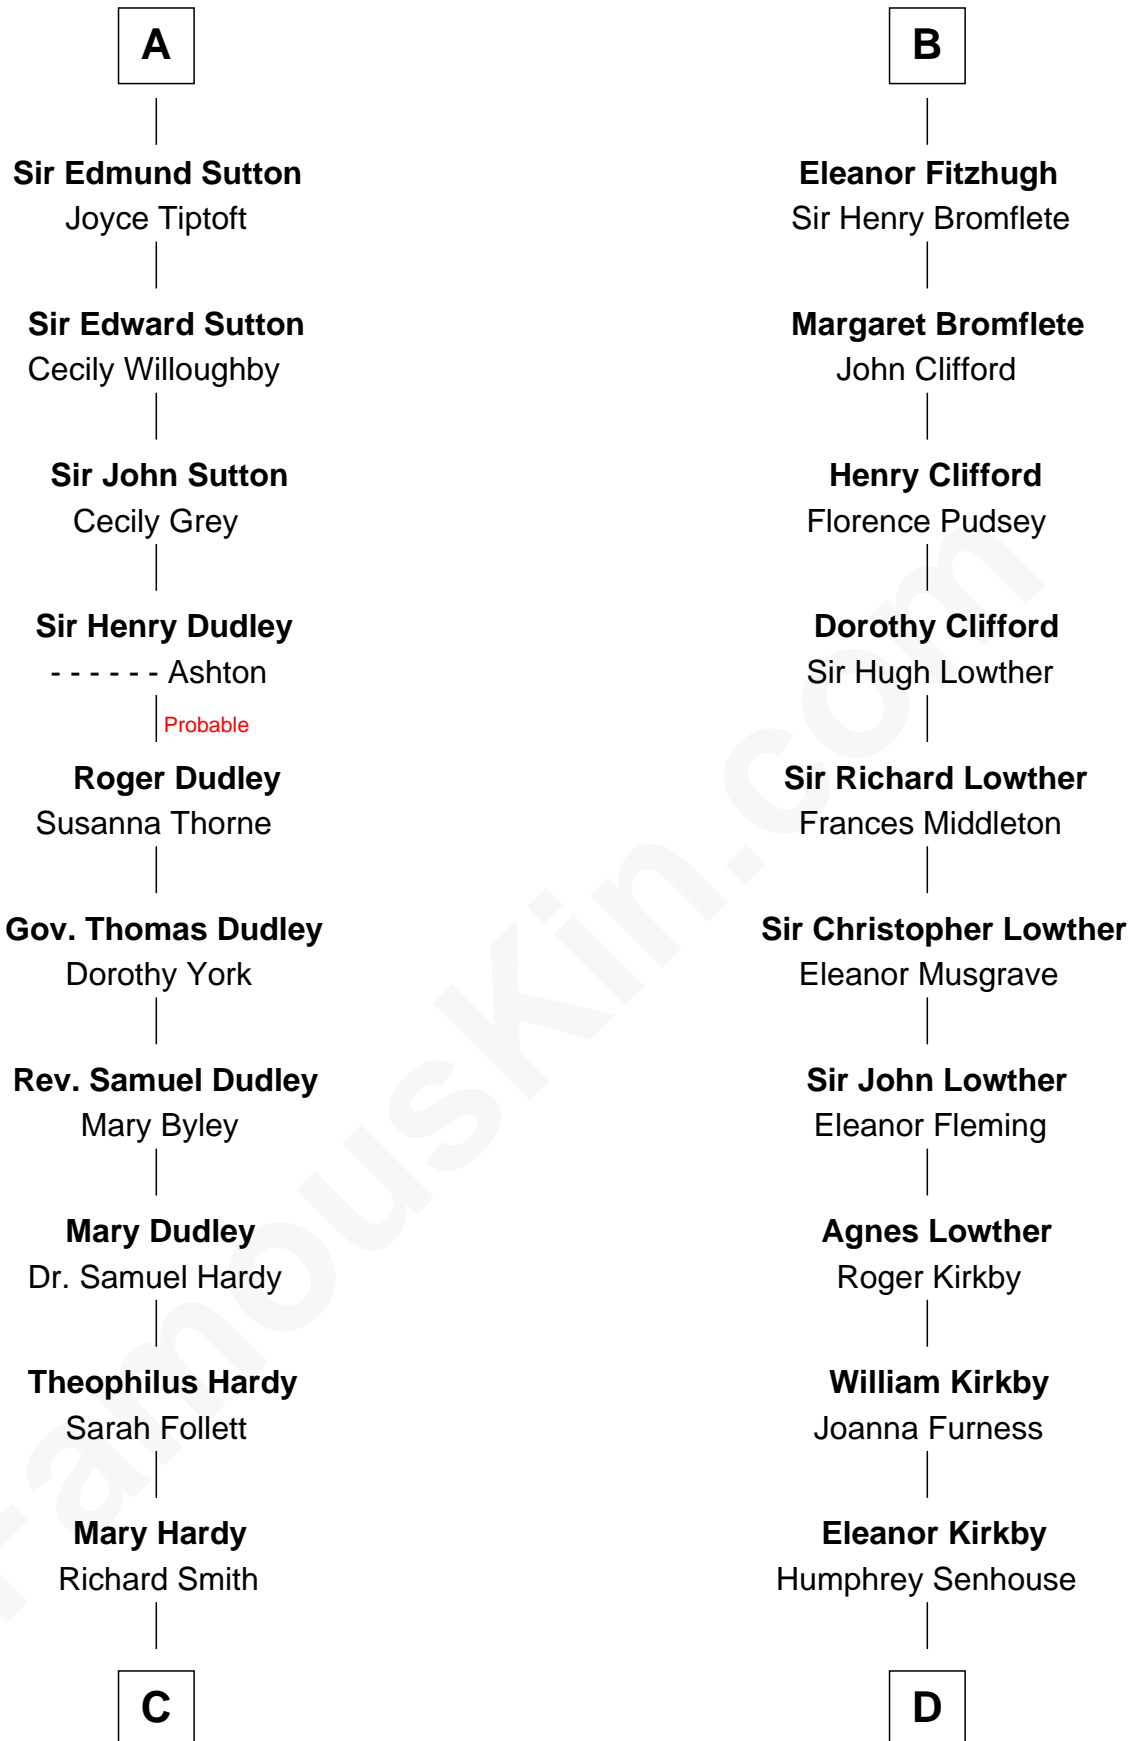 A
Sir Edmund Sutton
Joyce Tiptoft
Sir Edward Sutton
Cecily Willoughby
Sir John Sutton
Cecily Grey
Sir Henry Dudley
- - - - - - Ashton
Probable
Roger Dudley
Susanna Thorne
Gov. Thomas Dudley
Dorothy York
Rev. Samuel Dudley
Mary Byley
Mary Dudley
Dr. Samuel Hardy
Theophilus Hardy
Sarah Follett
Mary Hardy
Richard Smith
C
B
Eleanor Fitzhugh
Sir Henry Bromflete
Margaret Bromflete
John Clifford
Henry Clifford
Florence Pudsey
Dorothy Clifford
Sir Hugh Lowther
Sir Richard Lowther
Frances Middleton
Sir Christopher Lowther
Eleanor Musgrave
Sir John Lowther
Eleanor Fleming
Agnes Lowther
Roger Kirkby
William Kirkby
Joanna Furness
Eleanor Kirkby
Humphrey Senhouse
D
FamousKin.com